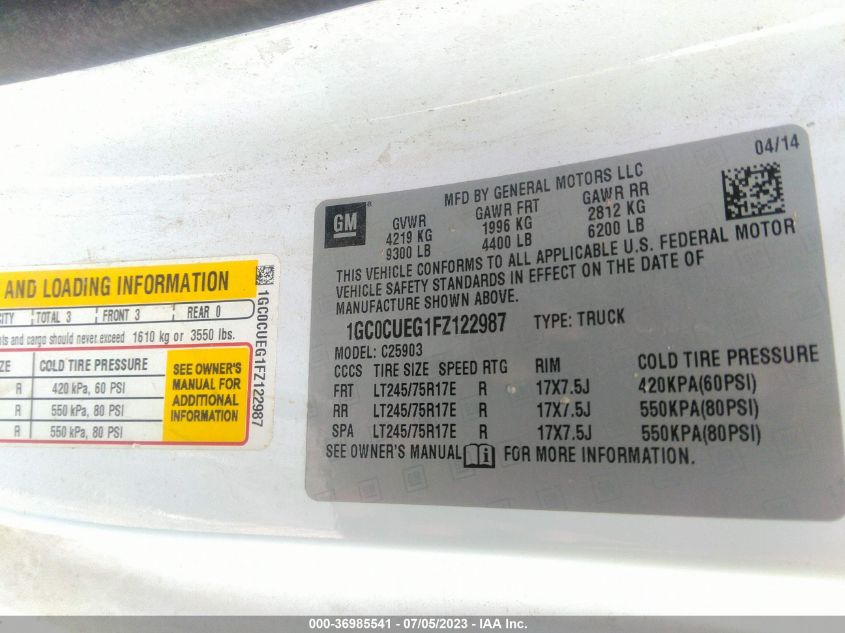 AND LOADING INFORMATION
CITY TOTAL 3 FRONT 3 REAR 0
and cargo should never exceed 1610 kg or 3550 lbs.
COLD TIRE PRESSURE
R 420 kPa, 60 PSI
R 550 kPa, 80 PSI
R 550 kPa, 80 PSI
SEE OWNER'S
MANUAL FOR
ADDITIONAL
INFORMATION
1GC0CUEG1FZ122987
04/14
GM
MFD BY GENERAL MOTORS LLC
GVWR GAWR FRT GAWR RR
4219 KG 1996 KG 2812 KG
9300 LB 4400 LB 6200 LB
THIS VEHICLE CONFORMS TO ALL APPLICABLE U.S. FEDERAL MOTOR
VEHICLE SAFETY STANDARDS IN EFFECT ON THE DATE OF
MANUFACTURE SHOWN ABOVE.
1GC0CUEG1FZ122987 TYPE: TRUCK
MODEL: C25903
CCCS TIRE SIZE SPEED RTG RIM COLD TIRE PRESSURE
FRT LT245/75R17E R 17X7.5J 420KPA(60PSI)
RR LT245/75R17E R 17X7.5J 550KPA(80PSI)
SPA LT245/75R17E R 17X7.5J 550KPA(80PSI)
SEE OWNER'S MANUAL FOR MORE INFORMATION.
000-36985541 - 07/05/2023 - IAA Inc.